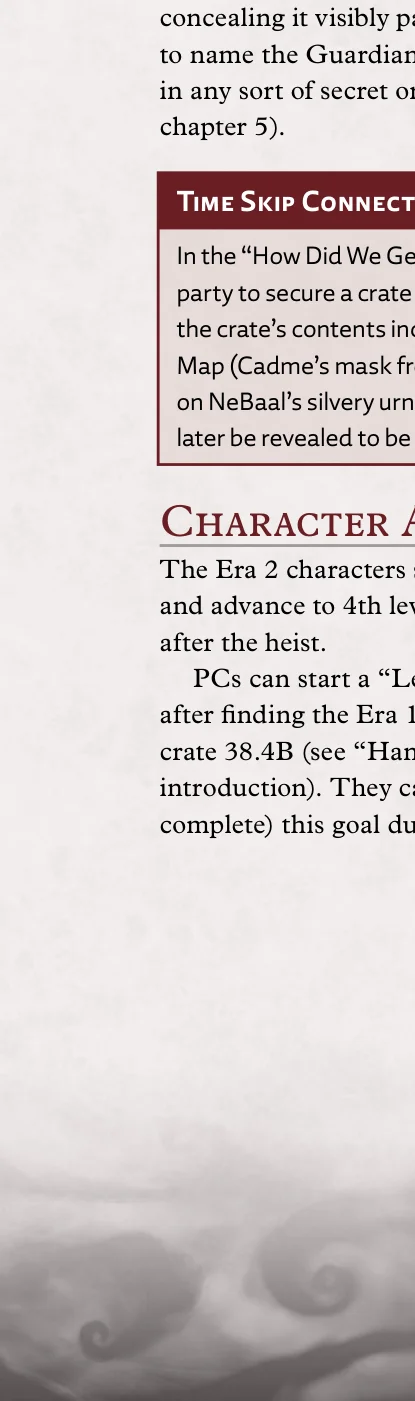 concealing it visibly
to name the Guardian
in any sort of secret
chapter 5).
TIME SKIP CONNECT
In the “How Did We Ge
party to secure a crate
the crate’s contents inc
Map (Cadme’s mask fr
on NeBaal’s silvery urn
later be revealed to be
CHARACTER
The Era 2 characters
and advance to 4th lev
after the heist.
PCs can start a “Le
after finding the Era 1
crate 38.4B (see “Han
introduction). They ca
complete) this goal du